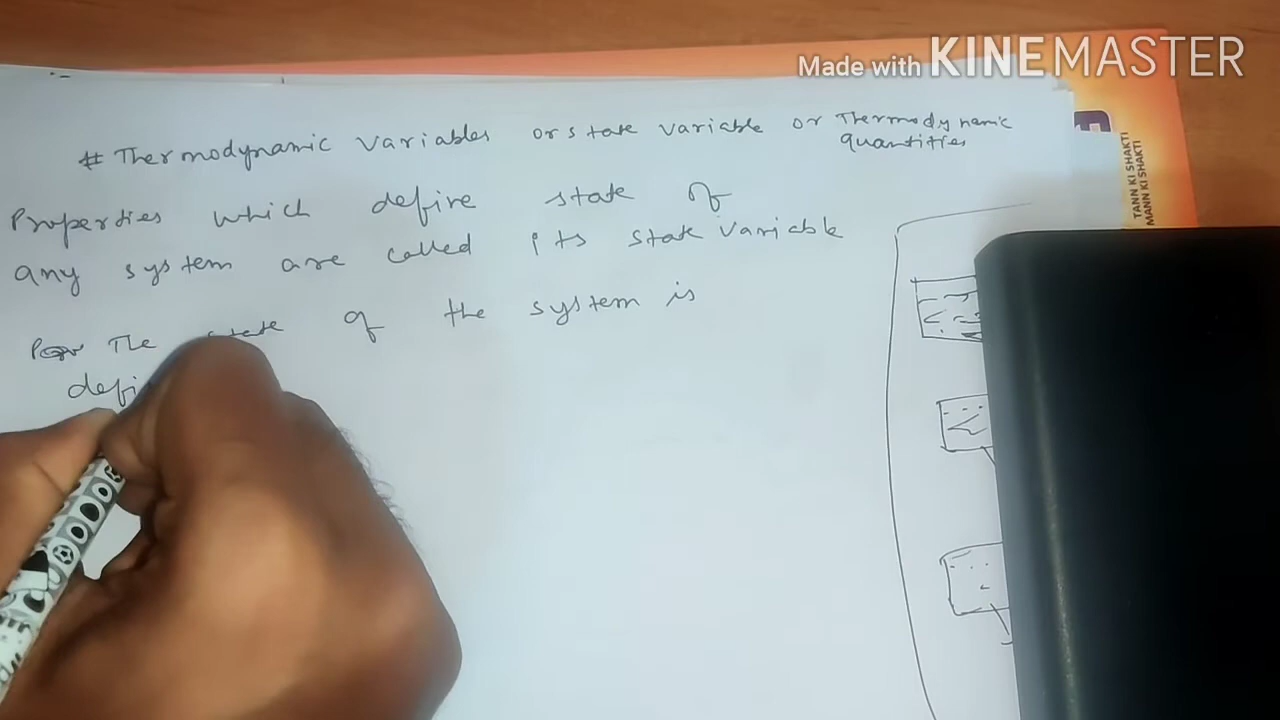 Made with KINEMASTER
# Thermodynamic variables or state variable or Thermodynamic
quantities
Properties which define state of
any system are called its state variable
The state of the system is
defi
TANN KI SHAKTI
MANN KI SHAKTI